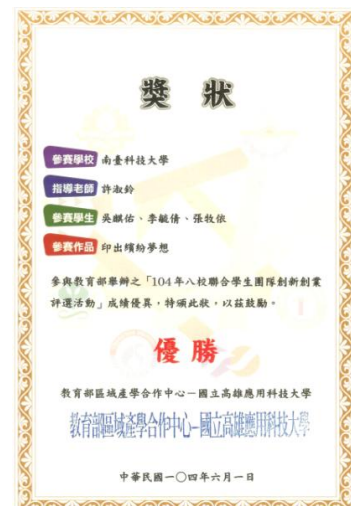 獎狀
參賽學校 南臺科技大學
指導老師 許淑鈴
參賽學生 吳麒佑、李毓倩、張牧依
參賽作品 印出繽紛夢想
參與教育部舉辦之「104年八校聯合學生團隊創新創業
評選活動」成績優異，特頒此狀，以茲鼓勵。
優勝
教育部區域產學合作中心－國立高雄應用科技大學
教育部區域產學合作中心－國立高雄應用科技大學
中華民國一〇四年六月一日